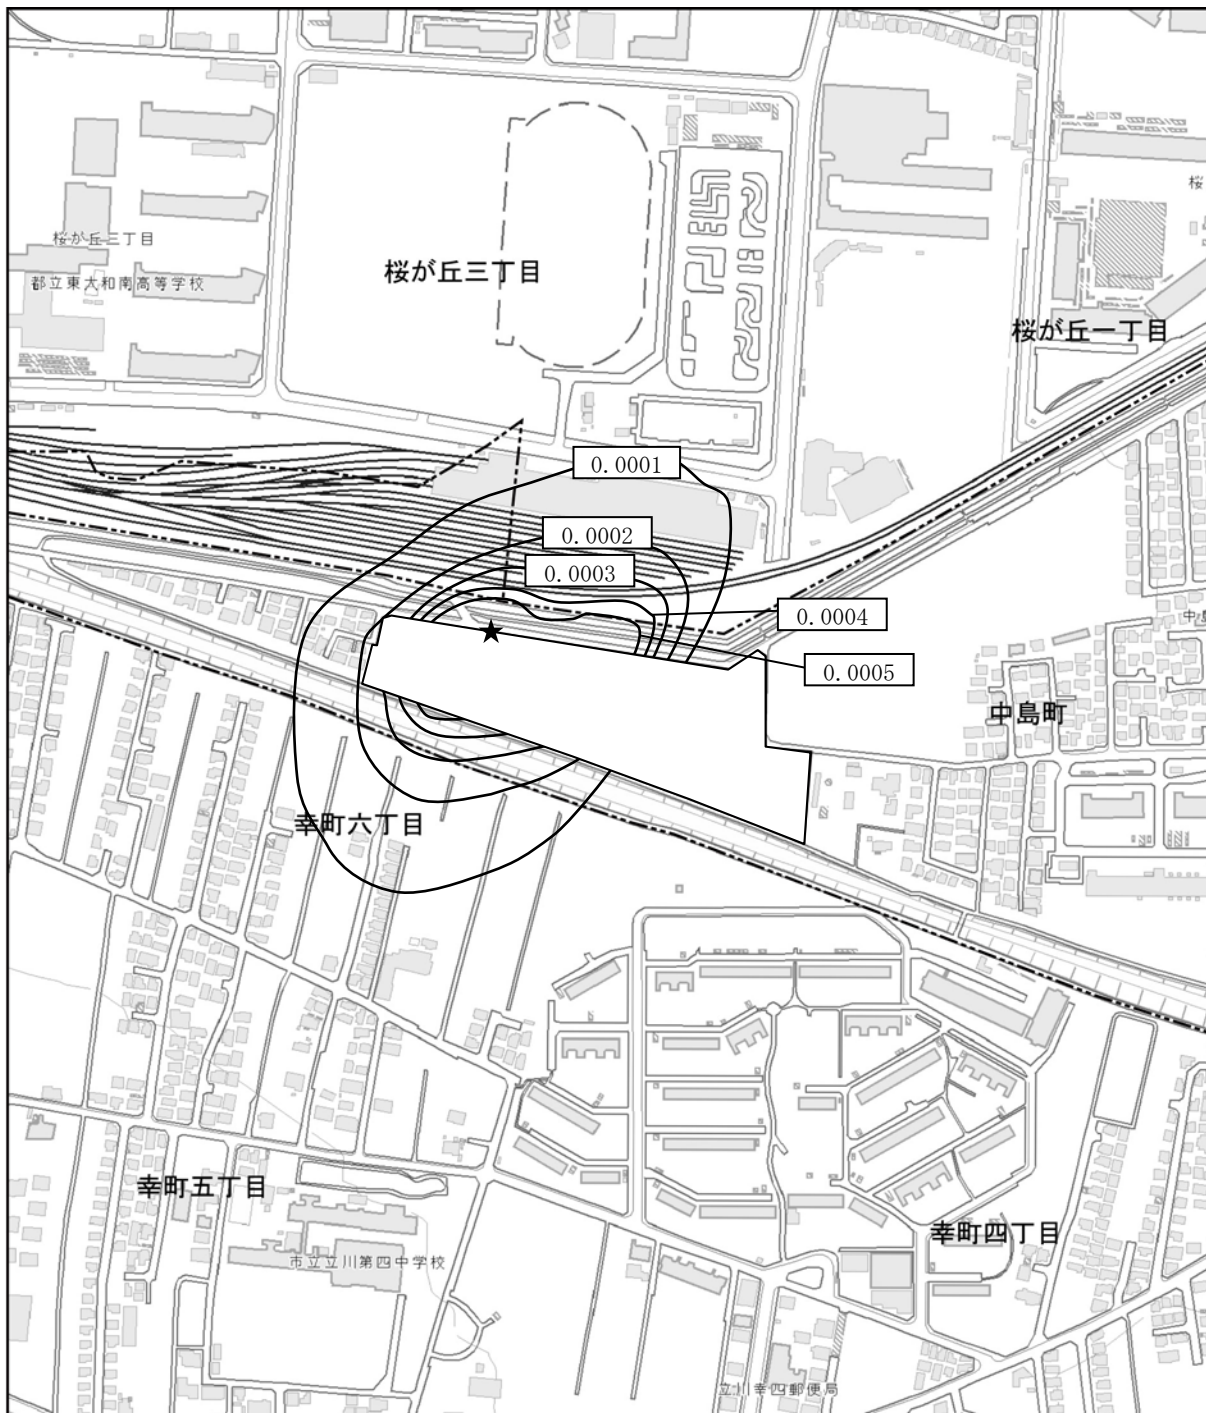 桜
桜が丘三丁目
桜が丘三丁目
都立東大和南高等学校
桜が丘一丁目
0.0001
0.0002
0.0003
0.0004
0.0005
中島町
幸町六丁目
幸町五丁目
幸町四丁目
市立立川第四中学校
立川幸四郵便局